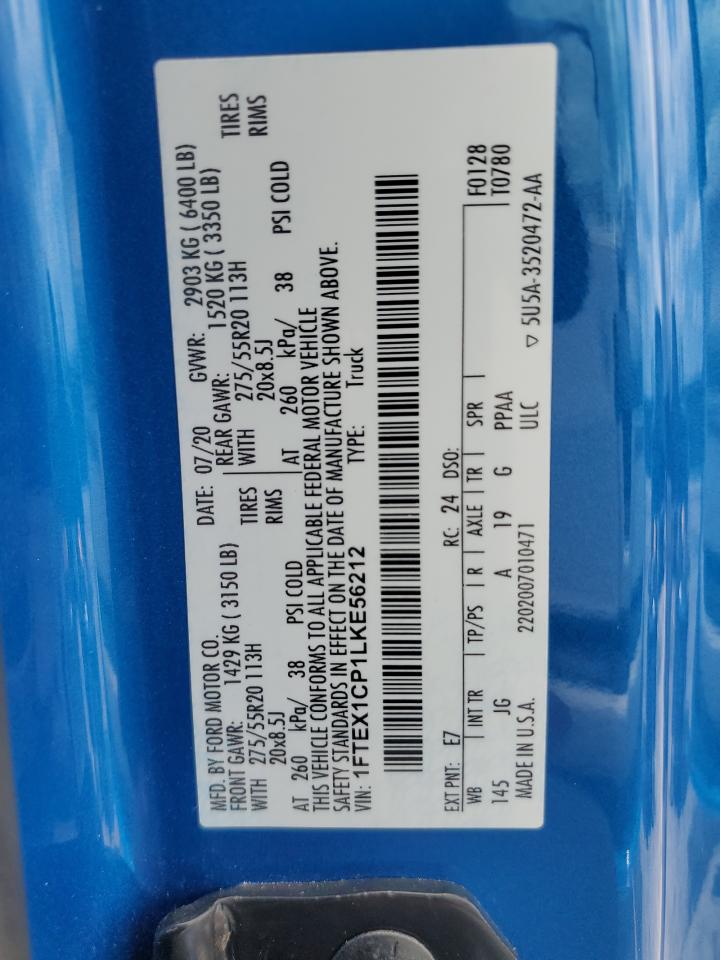 MFD. BY FORD MOTOR CO. DATE: 07/20 GVWR: 2903 KG ( 6400 LB)
FRONT GAWR: 1429 KG ( 3150 LB) REAR GAWR: 1520 KG ( 3350 LB)
WITH 275/55R20 113H TIRES WITH 275/55R20 113H TIRES
20x8.5J RIMS 20x8.5J RIMS
AT 260 kPa/ 38 PSI COLD AT 260 kPa/ 38 PSI COLD
THIS VEHICLE CONFORMS TO ALL APPLICABLE FEDERAL MOTOR VEHICLE
SAFETY STANDARDS IN EFFECT ON THE DATE OF MANUFACTURE SHOWN ABOVE.
VIN: 1FTEX1CP1LKE56212 TYPE: Truck
EXT PNT: E7 RC: 24 DSO:
WB INT TR TP/PS R AXLE TR SPR F0128
145 JG A 19 G PPAA T0780
MADE IN U.S.A. 2202007010471 ULC ▽ 5U5A-3520472-AA